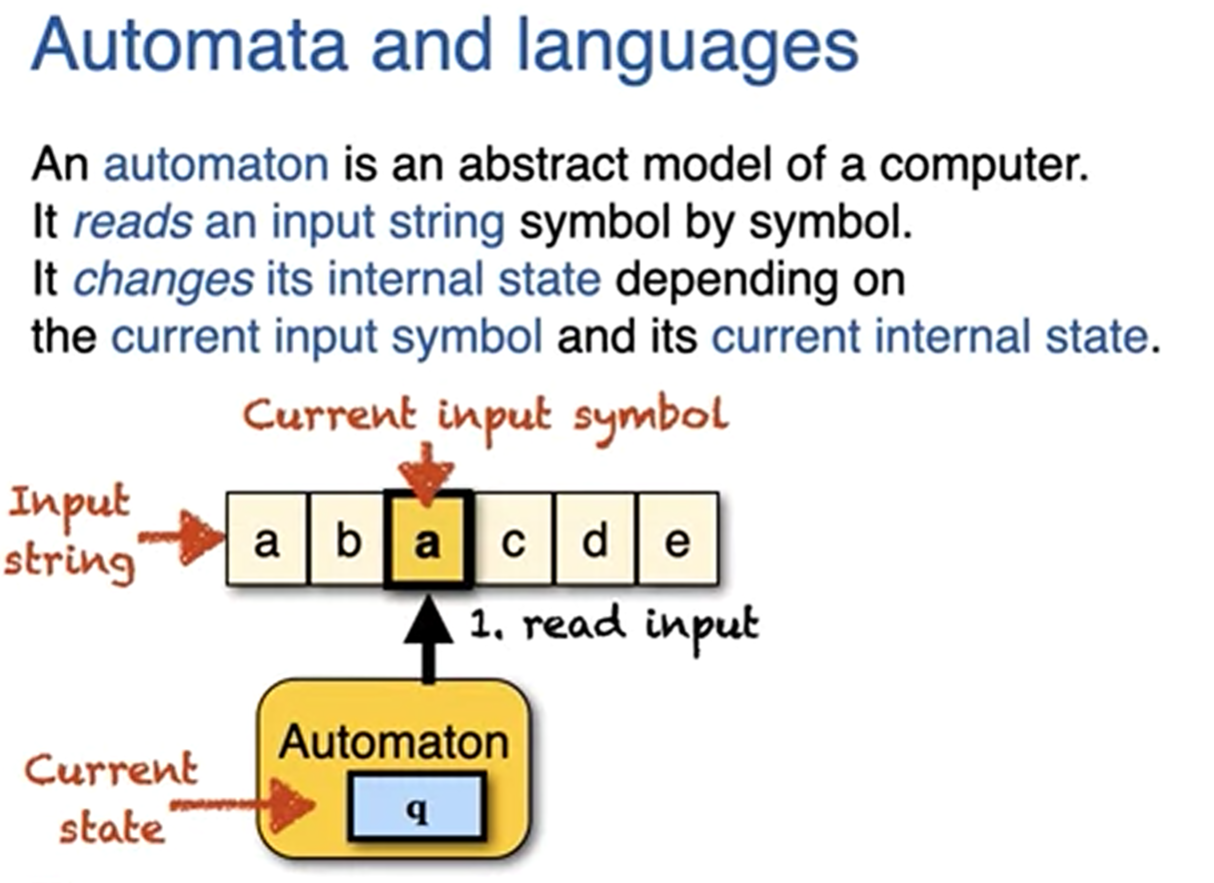 Automata and languages
An automaton is an abstract model of a computer.
It reads an input string symbol by symbol.
It changes its internal state depending on
the current input symbol and its current internal state.
Current input symbol
Input
string
a b a c d e
1. read input
Automaton
Current
state
q